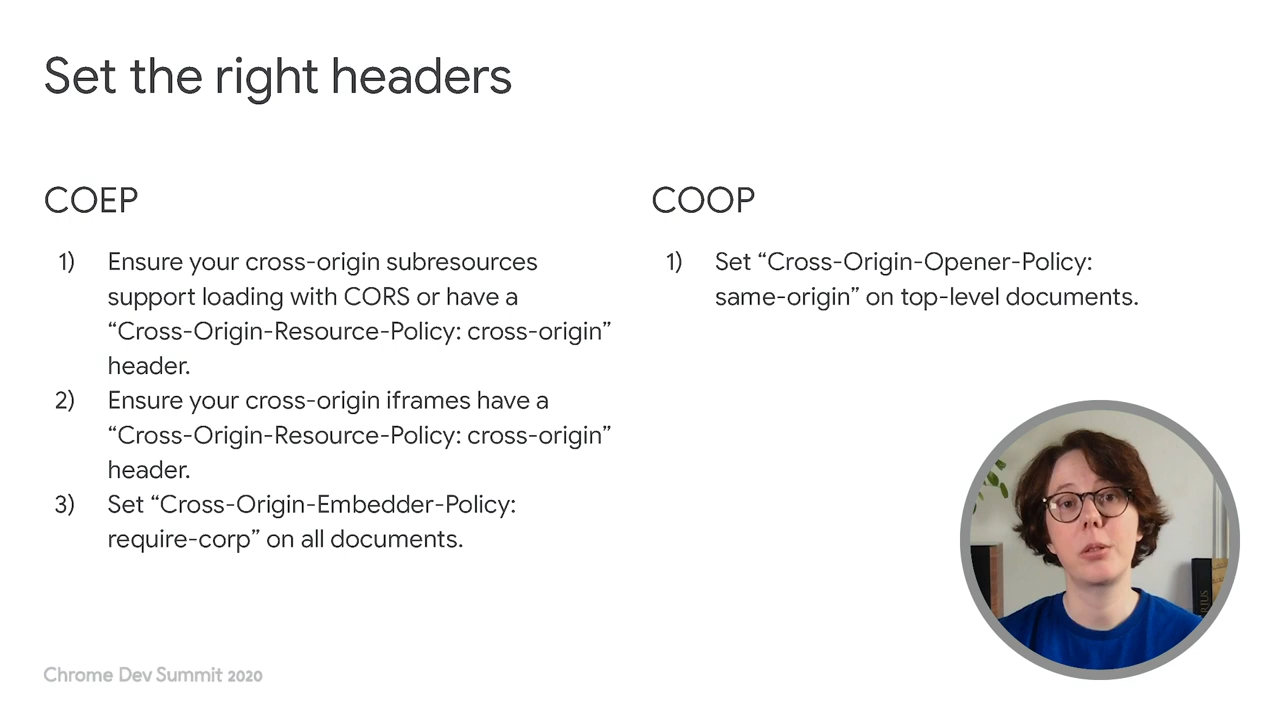 Set the right headers
COEP
1) Ensure your cross-origin subresources
support loading with CORS or have a
“Cross-Origin-Resource-Policy: cross-origin”
header.
2) Ensure your cross-origin iframes have a
“Cross-Origin-Resource-Policy: cross-origin”
header.
3) Set “Cross-Origin-Embedder-Policy:
require-corp” on all documents.
COOP
1) Set “Cross-Origin-Opener-Policy:
same-origin” on top-level documents.
Chrome Dev Summit 2020